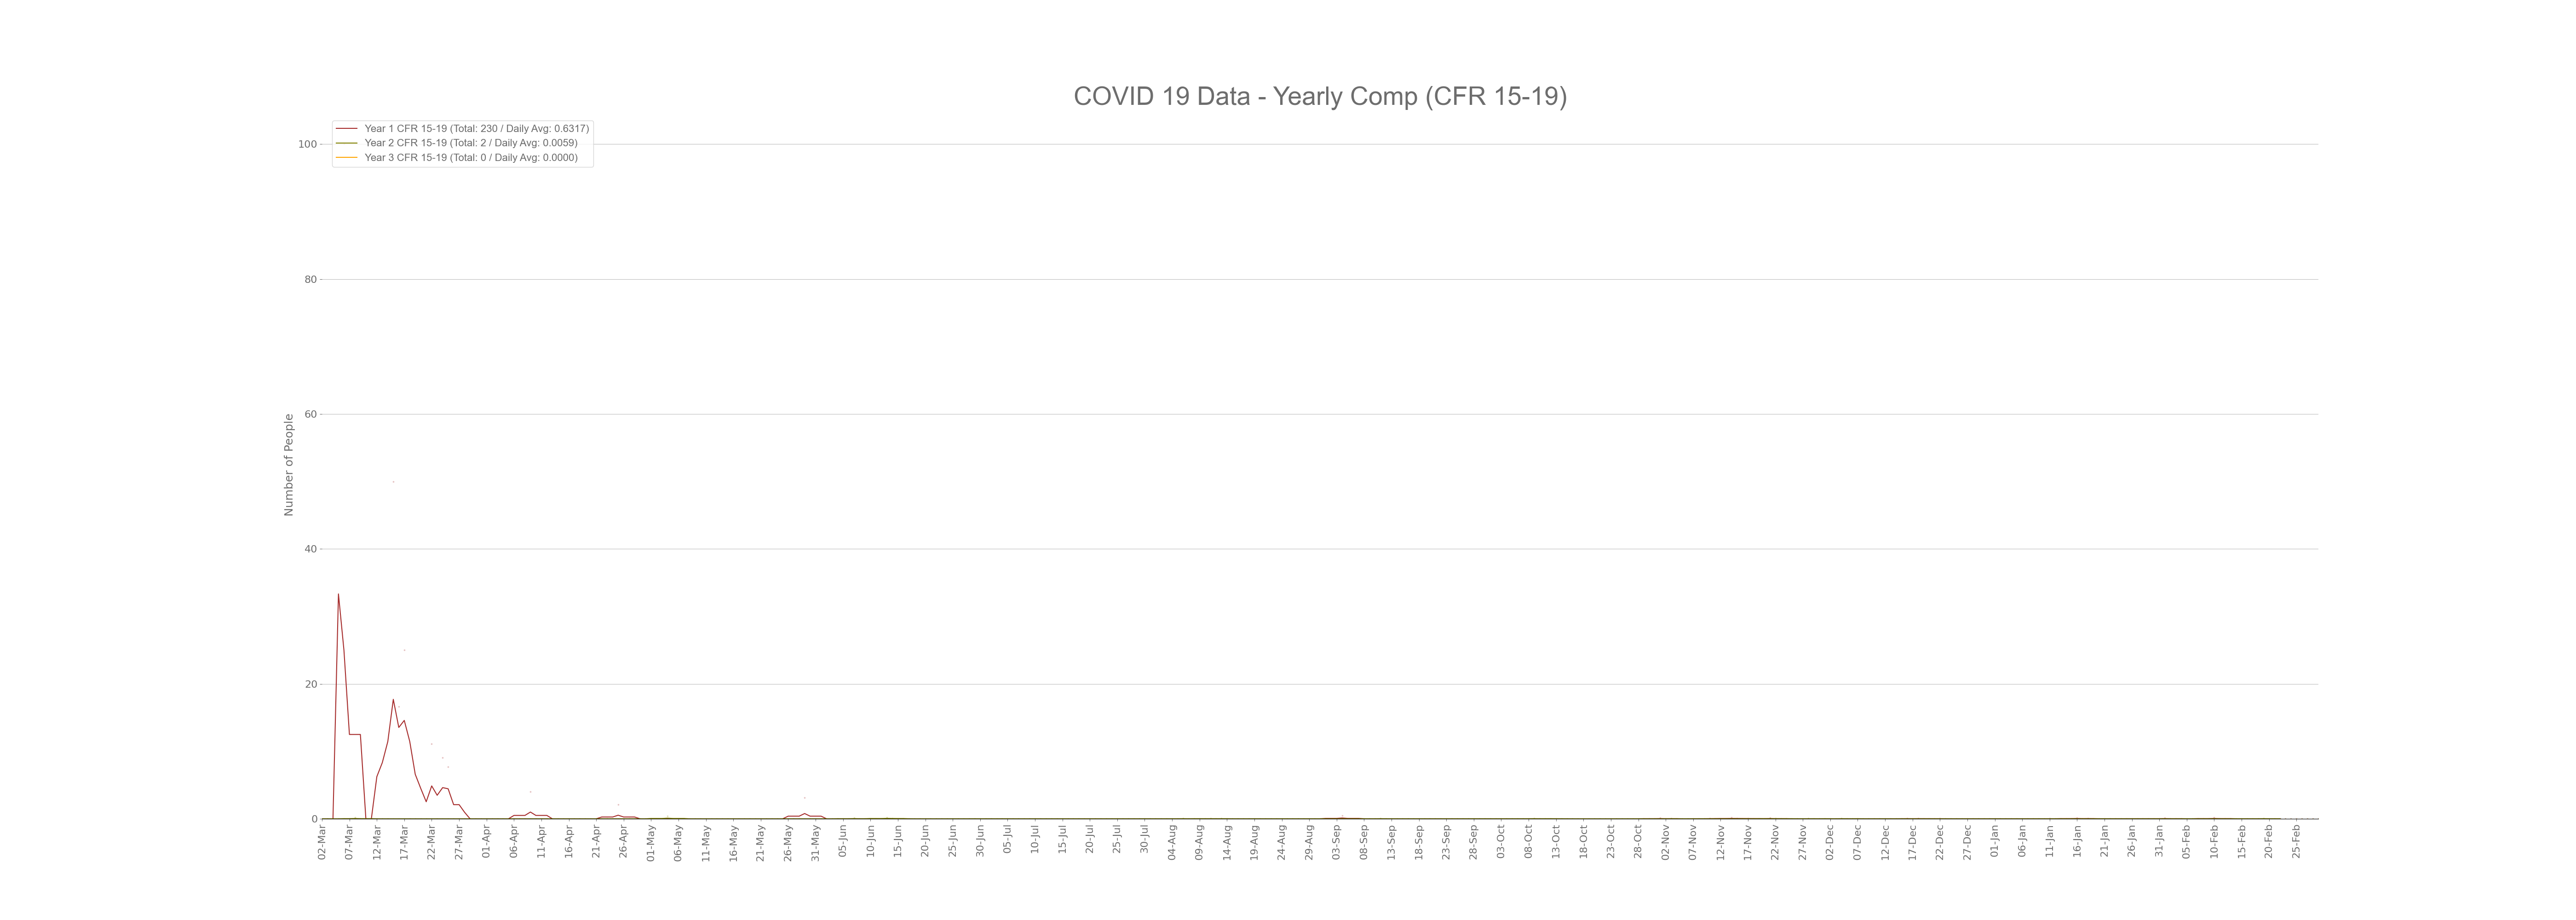 COVID 19 Data - Yearly Comp (CFR 15-19)
Year 1 CFR 15-19 (Total: 230 / Daily Avg: 0.6317)
Year 2 CFR 15-19 (Total: 2 / Daily Avg: 0.0059)
Year 3 CFR 15-19 (Total: 0 / Daily Avg: 0.0000)
100
80
60
40
20
0
Number of People
02-Mar
07-Mar
12-Mar
17-Mar
22-Mar
27-Mar
01-Apr
06-Apr
11-Apr
16-Apr
21-Apr
26-Apr
01-May
06-May
11-May
16-May
21-May
26-May
31-May
05-Jun
10-Jun
15-Jun
20-Jun
25-Jun
30-Jun
05-Jul
10-Jul
15-Jul
20-Jul
25-Jul
30-Jul
04-Aug
09-Aug
14-Aug
19-Aug
24-Aug
29-Aug
03-Sep
08-Sep
13-Sep
18-Sep
23-Sep
28-Sep
03-Oct
08-Oct
13-Oct
18-Oct
23-Oct
28-Oct
02-Nov
07-Nov
12-Nov
17-Nov
22-Nov
27-Nov
02-Dec
07-Dec
12-Dec
17-Dec
22-Dec
27-Dec
01-Jan
06-Jan
11-Jan
16-Jan
21-Jan
26-Jan
31-Jan
05-Feb
10-Feb
15-Feb
20-Feb
25-Feb